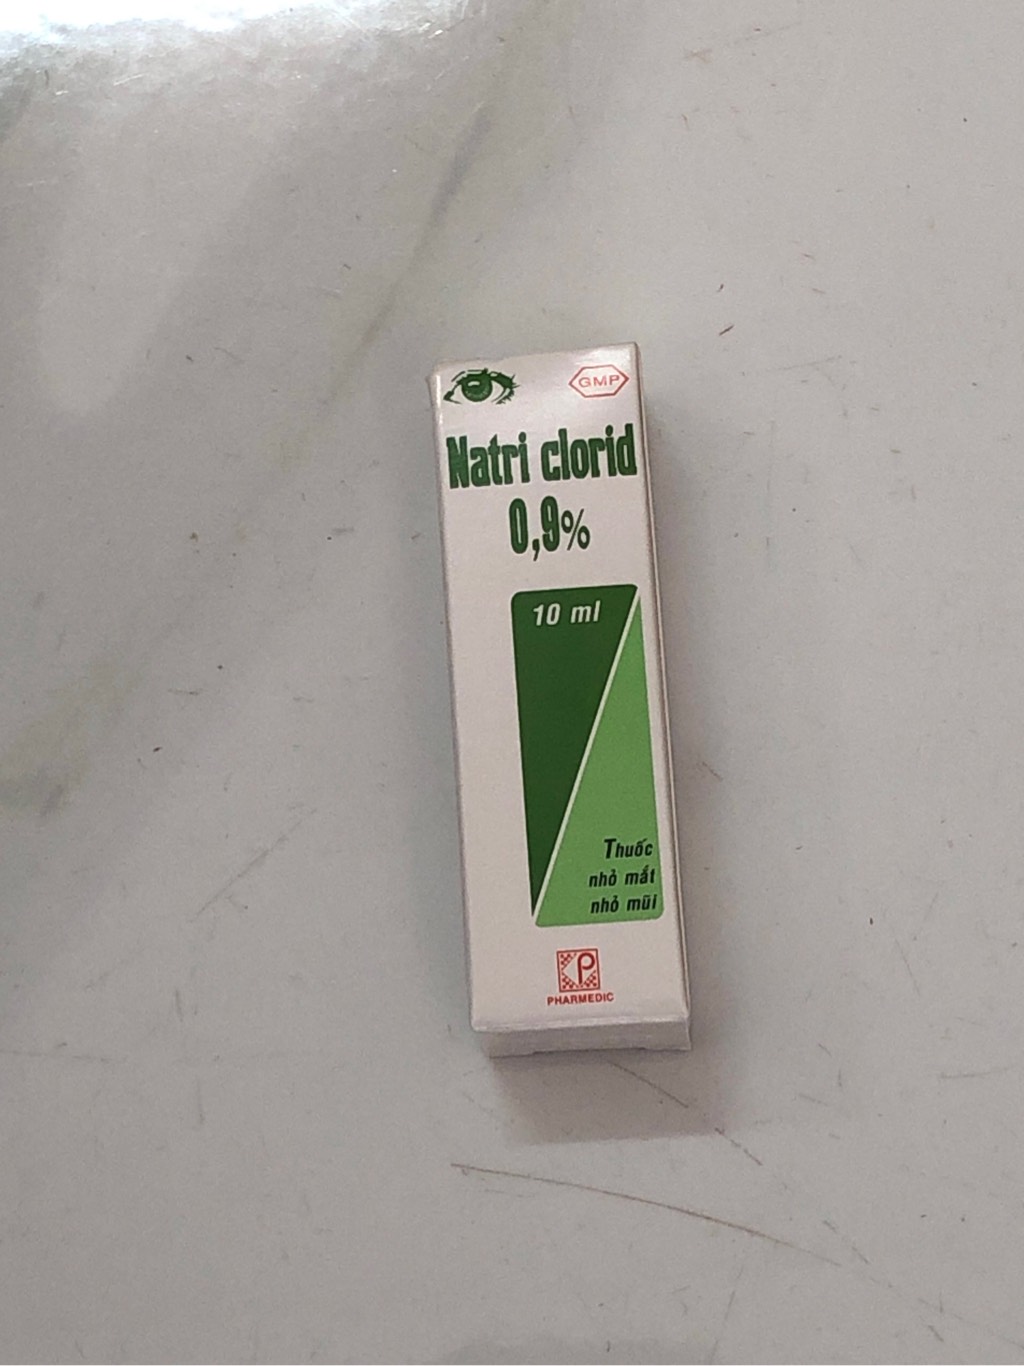 GMP
Natri clorid
0,9%
10 ml
Thuốc
nhỏ mắt
nhỏ mũi
P
PHARMEDIC